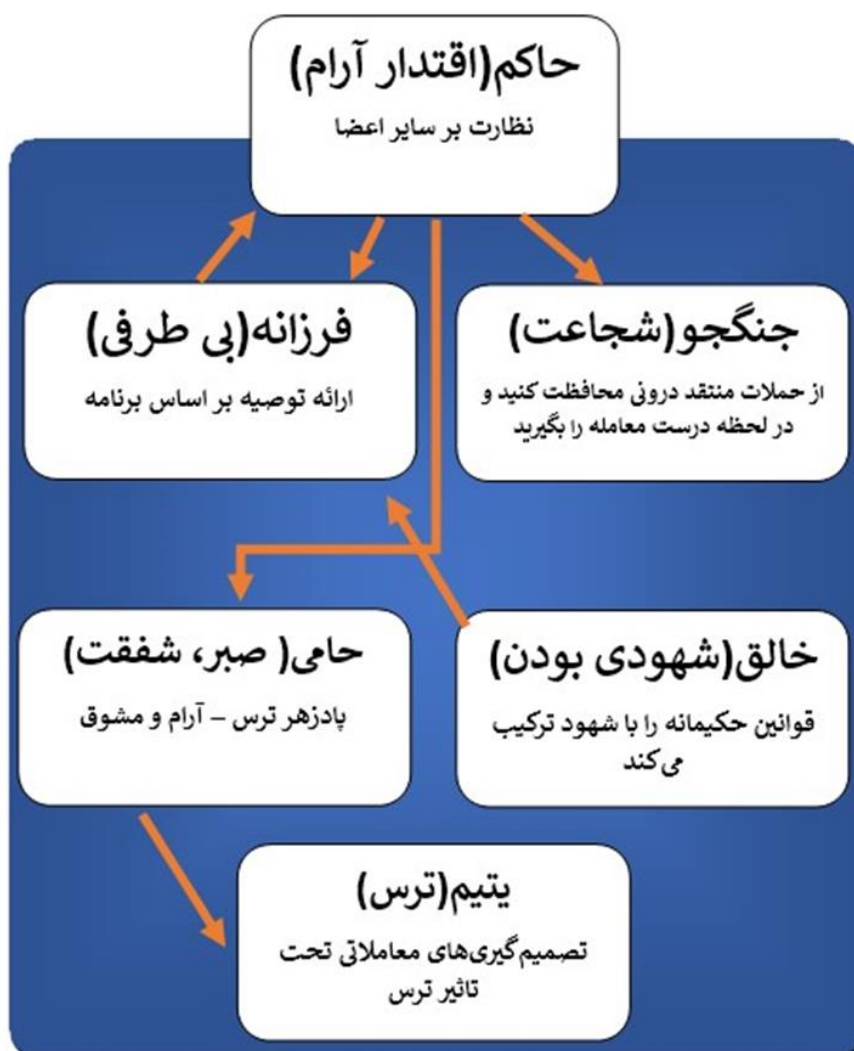 حاکم(اقتدار آرام)
نظارت بر سایر اعضا
جنگجو(شجاعت)
از حملات منتقد درونی محافظت کنید و
در لحظه درست معامله را بگیرید
فرزانه(بی طرفی)
ارائه توصیه بر اساس برنامه
خالق(شهودی بودن)
قوانین حکیمانه را با شهود ترکیب
می‌کند
حامی( صبر، شفقت)
پادزهر ترس – آرام و مشوق
یتیم(ترس)
تصمیم‌گیری‌های معاملاتی تحت
تاثیر ترس